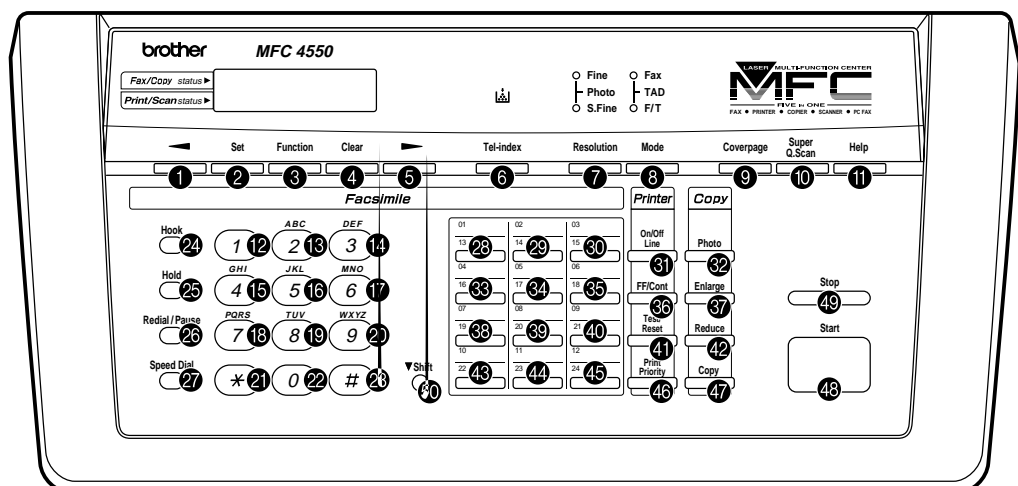 brother MFC 4550
Fax/Copy status ▶
Print/Scan status ▶
Fine Fax
Photo TAD
S.Fine F/T
LASER MULTI-FUNCTION CENTER
MFC
FIVE IN ONE
FAX • PRINTER • COPIER • SCANNER • PC FAX
Set Function Clear Tel-index Resolution Mode Coverpage Super Q.Scan Help
1 2 3 4 5 6 7 8 9 10 11
Facsimile Printer Copy
Hook 24 1 12 ABC 2 13 DEF 3 14
Hold 25 GHI 4 15 JKL 5 16 MNO 6 17
Redial / Pause 26 PQRS 7 18 TUV 8 19 WXYZ 9 20
Speed Dial 27 * 21 0 22 # 23
▼Shift 50
01 02 03
13 28 14 29 15 30
04 05 06
16 33 17 34 18 35
07 08 09
19 38 20 39 21 40
10 11 12
22 43 23 44 24 45
On/Off Line 31 Photo 32
FF/Cont 36 Enlarge 37
Test/ Reset 41 Reduce 42
Print Priority 46 Copy 47
Stop
49
Start
48